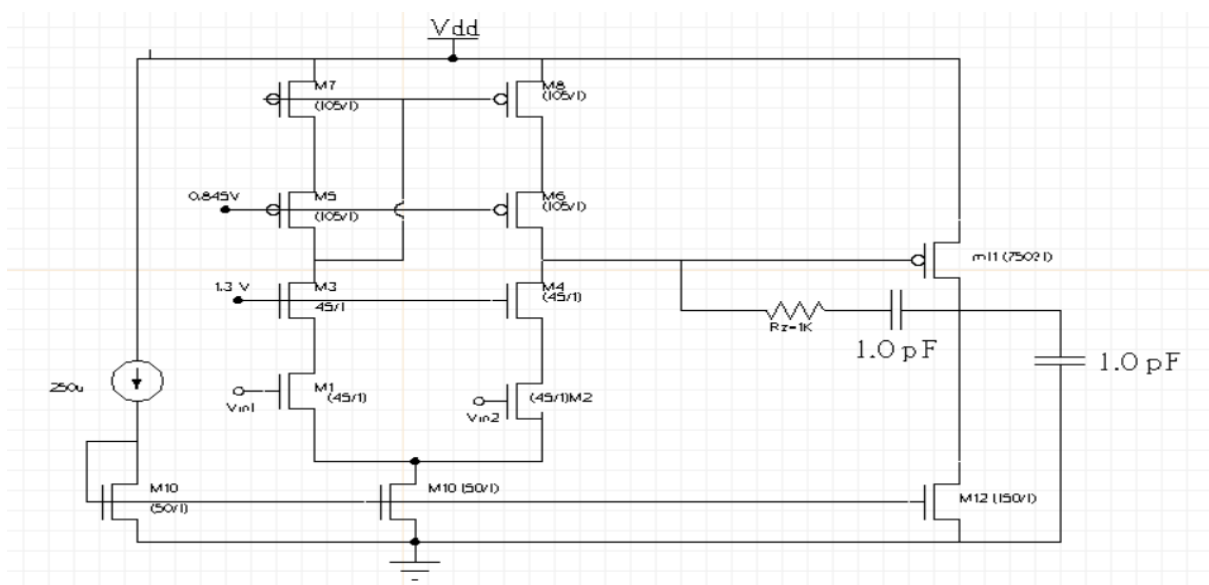 Vdd
M7
(105/1)
M8
(105/1)
0.845V
M5
(105/1)
M6
(105/1)
1.3 V
M3
45/1
M4
(45/1)
m11 (750?1)
Rz=1K
1.0 pF
1.0 pF
250u
M1
(45/1)
Vin1
(45/1)M2
Vin2
M10
(50/1)
M10 (50/1)
M12 (150/1)